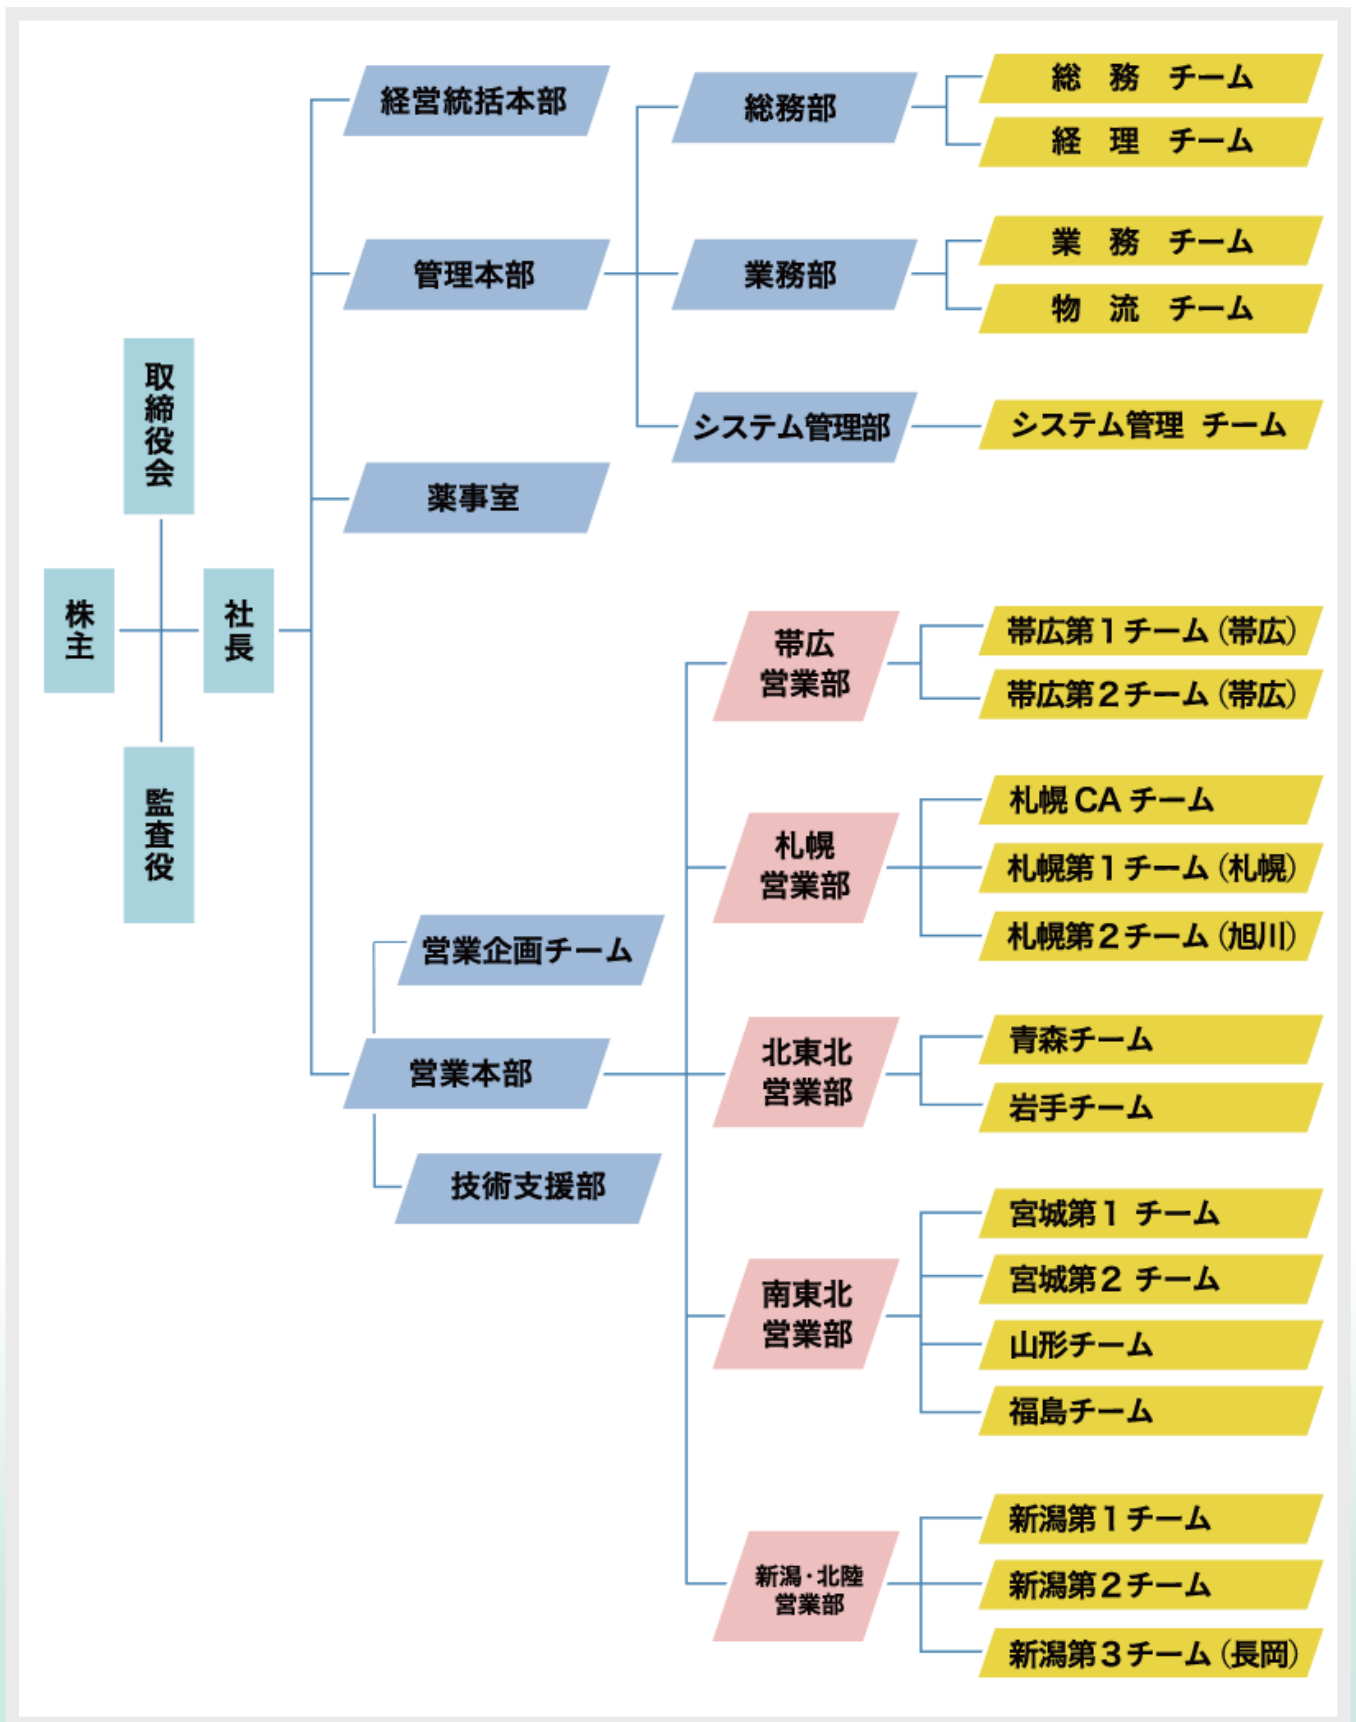 取締役会
株主
社長
監査役
経営統括本部
管理本部
総務部
総　務　チーム
経　理　チーム
業務部
業　務　チーム
物　流　チーム
システム管理部
システム管理 チーム
薬事室
営業企画チーム
営業本部
技術支援部
帯広
営業部
帯広第1チーム（帯広）
帯広第2チーム（帯広）
札幌
営業部
札幌 CA チーム
札幌第1チーム（札幌）
札幌第2チーム（旭川）
北東北
営業部
青森チーム
岩手チーム
南東北
営業部
宮城第1 チーム
宮城第2 チーム
山形チーム
福島チーム
新潟・北陸
営業部
新潟第1チーム
新潟第2チーム
新潟第3チーム（長岡）